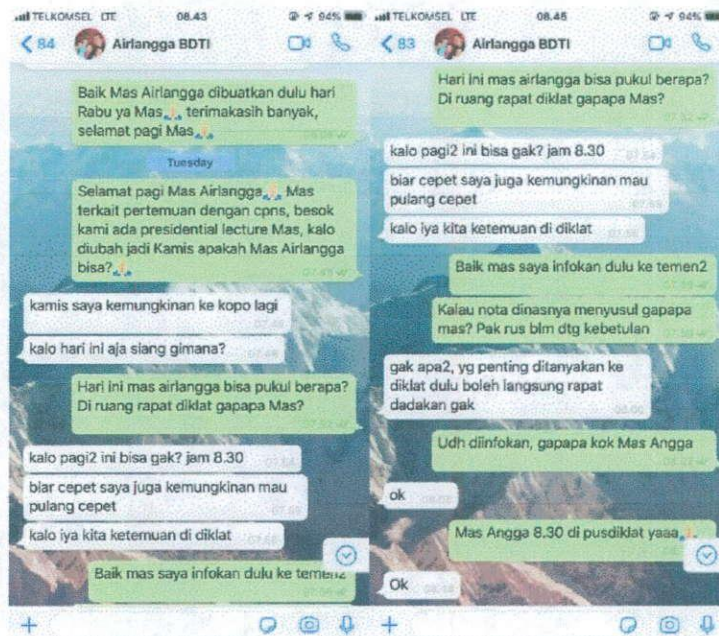 TELKOMSEL LTE 08.43 94%
84 Airlangga BDTI
Baik Mas Airlangga dibuatkan dulu hari
Rabu ya Mas🙏 terimakasih banyak,
selamat pagi Mas🙏
Tuesday
Selamat pagi Mas Airlangga🙏 Mas
terkait pertemuan dengan cpns, besok
kami ada presidential lecture Mas, kalo
diubah jadi Kamis apakah Mas Airlangga
bisa?🙏
kamis saya kemungkinan ke kopo lagi
kalo hari ini aja siang gimana?
Hari ini mas airlangga bisa pukul berapa?
Di ruang rapat diklat gapapa Mas?
07.52
kalo pagi2 ini bisa gak? jam 8.30
biar cepet saya juga kemungkinan mau
pulang cepet
kalo iya kita ketemuan di diklat
Baik mas saya infokan dulu ke temen2
TELKOMSEL LTE 08.45 94%
83 Airlangga BDTI
Hari ini mas airlangga bisa pukul berapa?
Di ruang rapat diklat gapapa Mas?
07.52
kalo pagi2 ini bisa gak? jam 8.30
biar cepet saya juga kemungkinan mau
pulang cepet
kalo iya kita ketemuan di diklat
Baik mas saya infokan dulu ke temen2
Kalau nota dinasnya menyusul gapapa
mas? Pak rus blm dtg kebetulan
gak apa2, yg penting ditanyakan ke
diklat dulu boleh langsung rapat
dadakan gak
Udh diinfokan, gapapa kok Mas Angga
ok
Mas Angga 8.30 di pusdiklat yaaa🙏
Ok